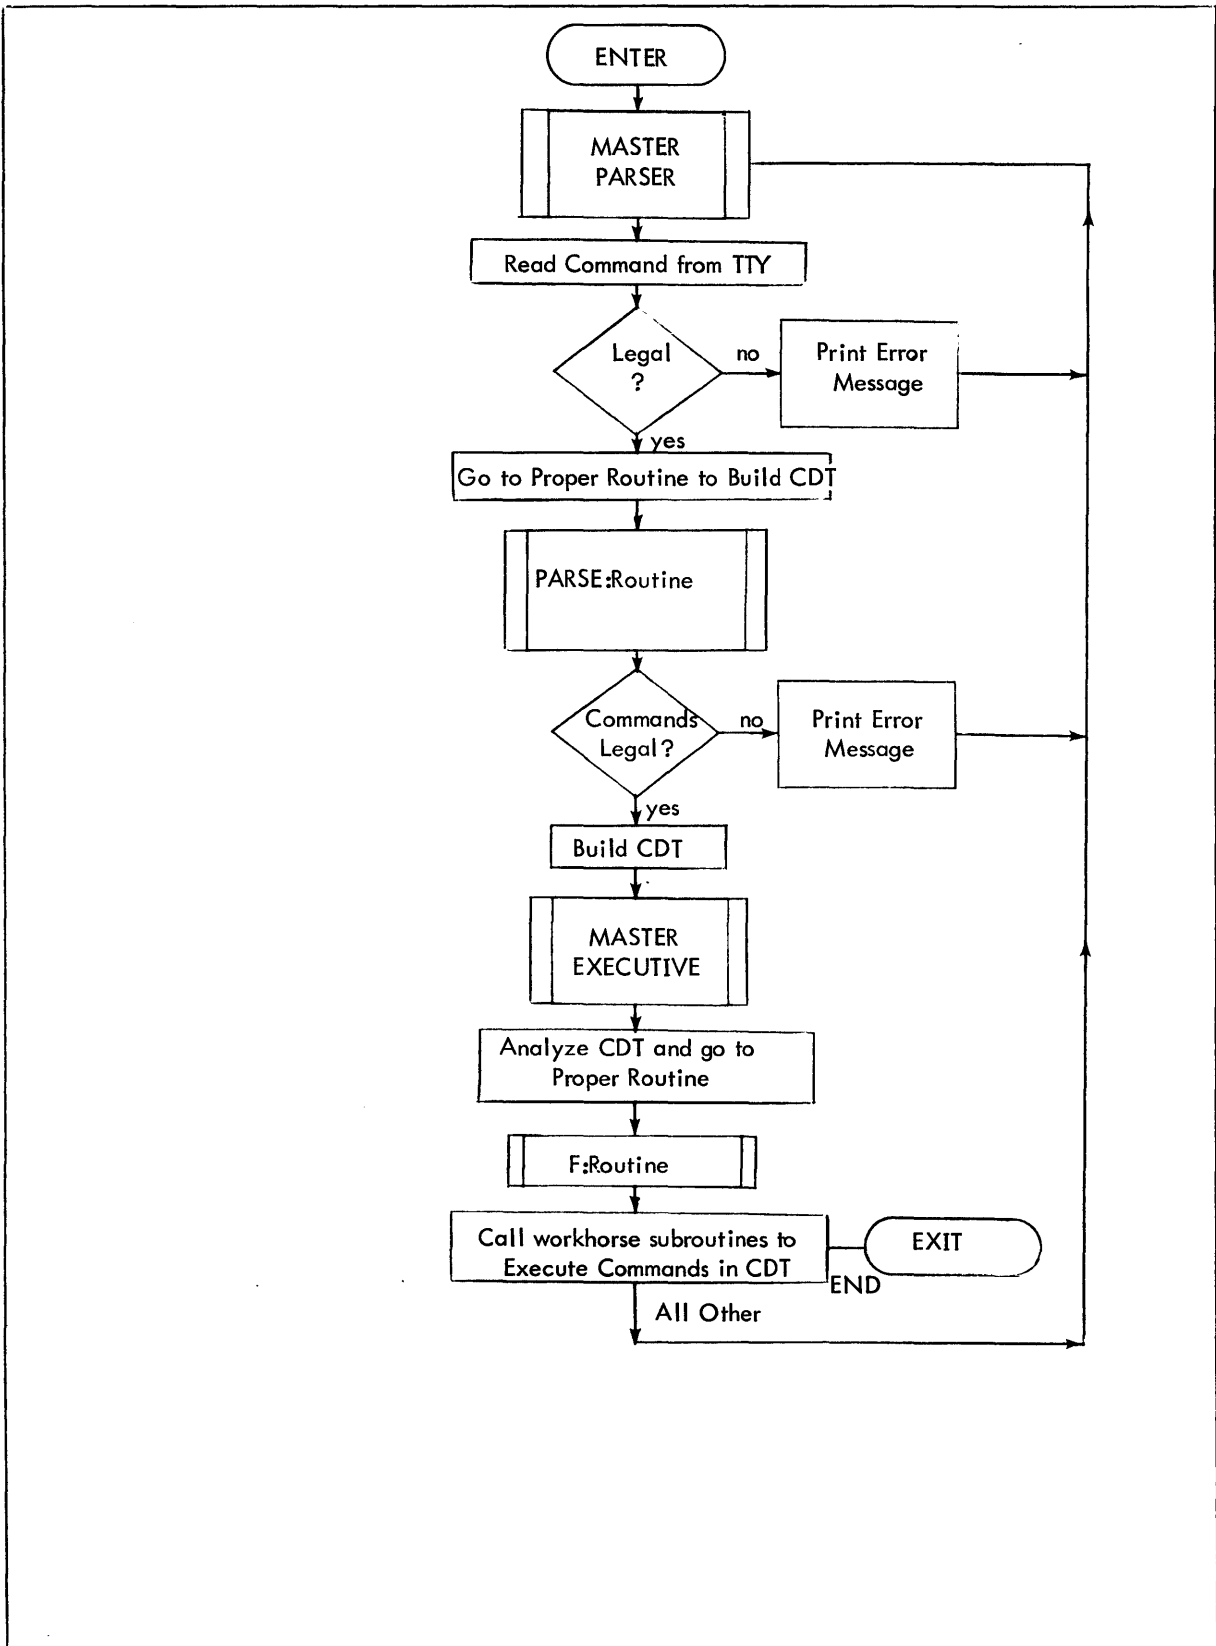 ENTER
MASTER
PARSER
Read Command from TTY
Legal
?
no
Print Error
Message
yes
Go to Proper Routine to Build CDT
PARSE:Routine
Commands
Legal?
no
Print Error
Message
yes
Build CDT
MASTER
EXECUTIVE
Analyze CDT and go to
Proper Routine
F:Routine
Call workhorse subroutines to
Execute Commands in CDT
EXIT
END
All Other